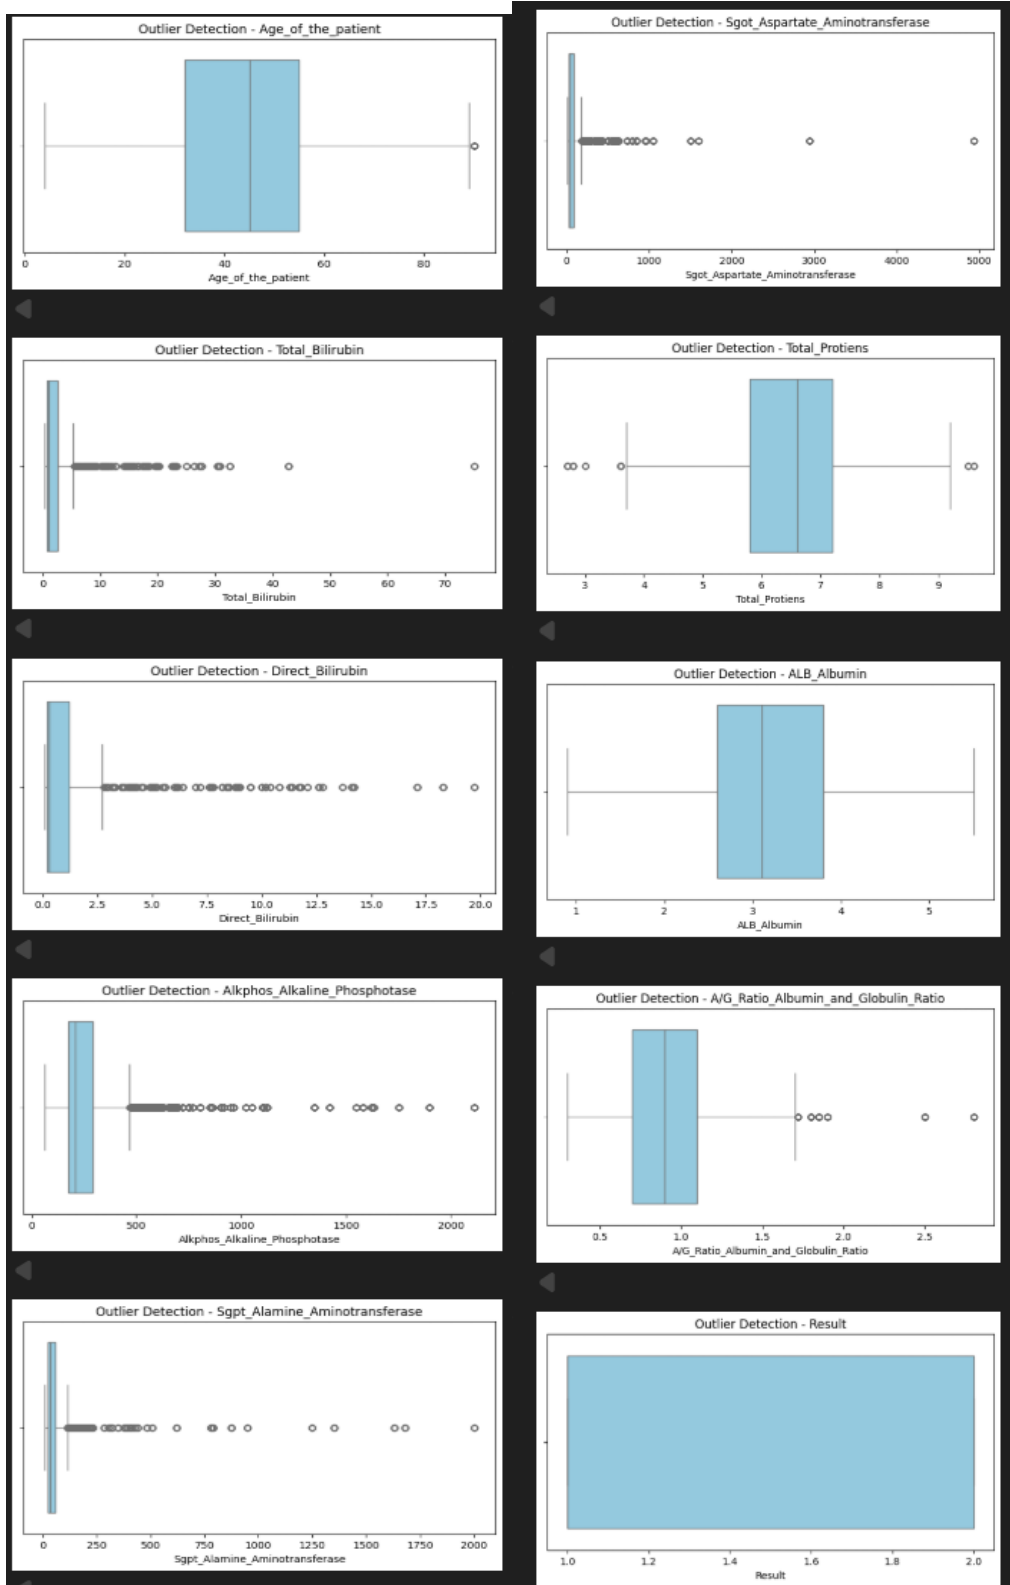 Outlier Detection - Age_of_the_patient
0 20 40 60 80
Age_of_the_patient
Outlier Detection - Total_Bilirubin
0 10 20 30 40 50 60 70
Total_Bilirubin
Outlier Detection - Direct_Bilirubin
0.0 2.5 5.0 7.5 10.0 12.5 15.0 17.5 20.0
Direct_Bilirubin
Outlier Detection - Alkphos_Alkaline_Phosphotase
0 500 1000 1500 2000
Alkphos_Alkaline_Phosphotase
Outlier Detection - Sgpt_Alamine_Aminotransferase
0 250 500 750 1000 1250 1500 1750 2000
Sgpt_Alamine_Aminotransferase
Outlier Detection - Sgot_Aspartate_Aminotransferase
0 1000 2000 3000 4000 5000
Sgot_Aspartate_Aminotransferase
Outlier Detection - Total_Protiens
3 4 5 6 7 8 9
Total_Protiens
Outlier Detection - ALB_Albumin
1 2 3 4 5
ALB_Albumin
Outlier Detection - A/G_Ratio_Albumin_and_Globulin_Ratio
0.5 1.0 1.5 2.0 2.5
A/G_Ratio_Albumin_and_Globulin_Ratio
Outlier Detection - Result
1.0 1.2 1.4 1.6 1.8 2.0
Result